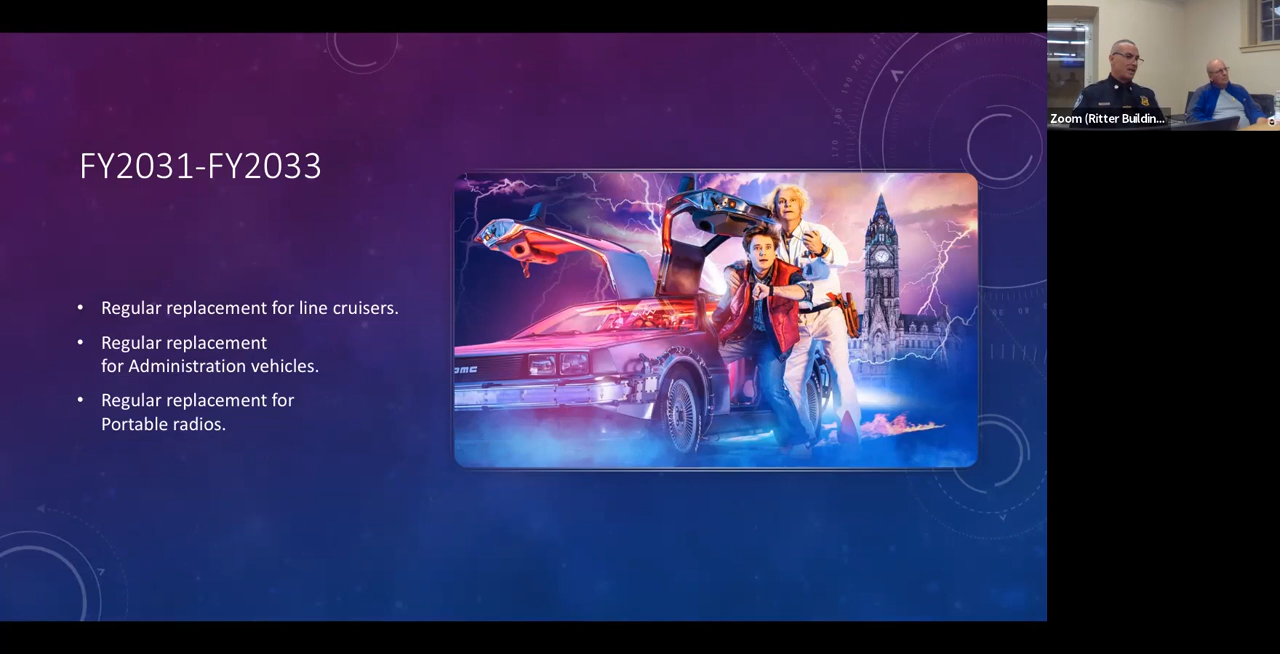 FY2031-FY2033
• Regular replacement for line cruisers.
• Regular replacement
for Administration vehicles.
• Regular replacement for
Portable radios.
DMC
Zoom (Ritter Buildin...